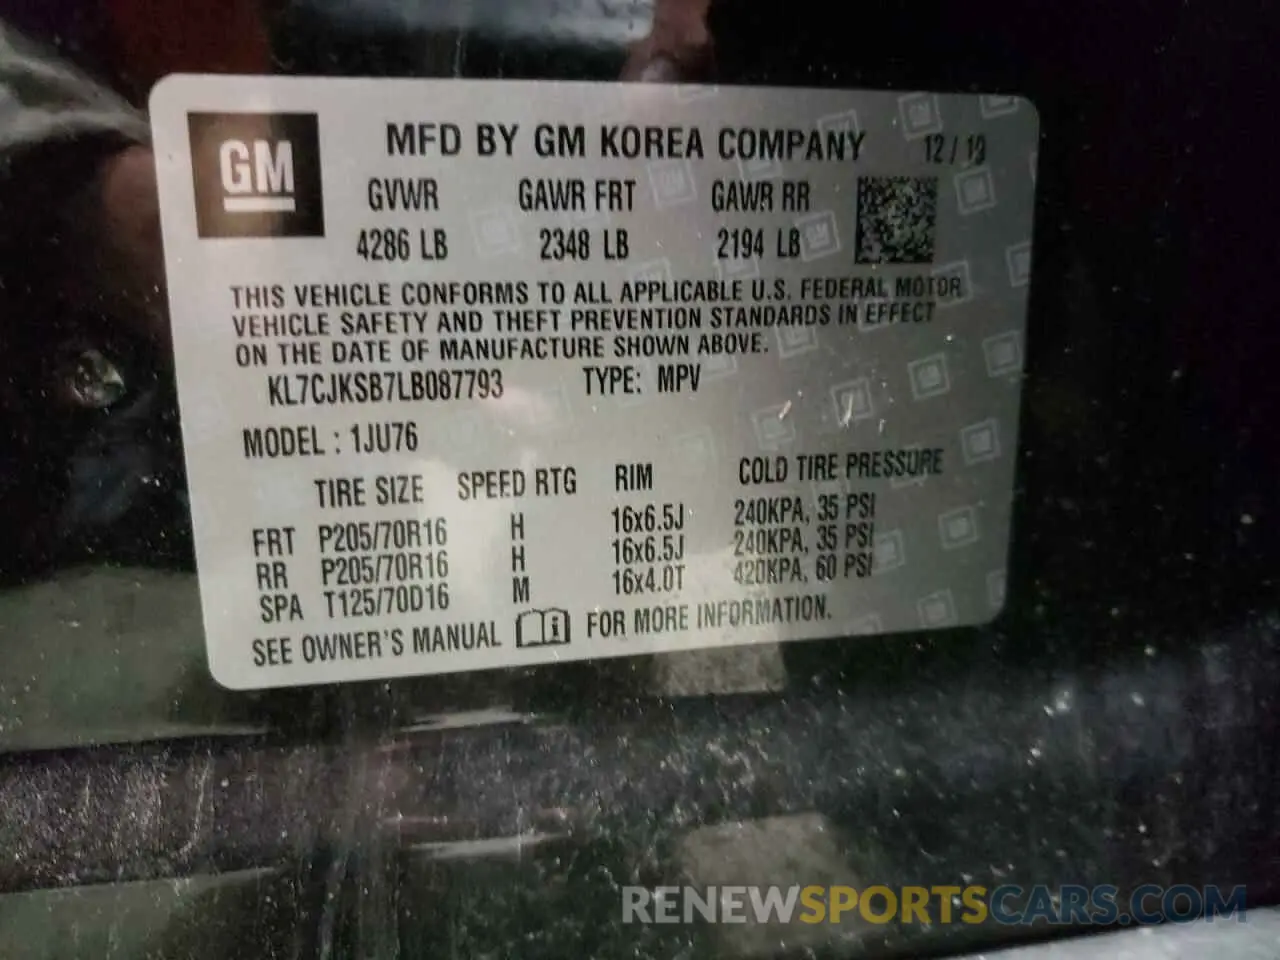 GM
MFD BY GM KOREA COMPANY 12/19
GVWR GAWR FRT GAWR RR
4286 LB 2348 LB 2194 LB
THIS VEHICLE CONFORMS TO ALL APPLICABLE U.S. FEDERAL MOTOR
VEHICLE SAFETY AND THEFT PREVENTION STANDARDS IN EFFECT
ON THE DATE OF MANUFACTURE SHOWN ABOVE.
KL7CJKSB7LB087793 TYPE: MPV
MODEL : 1JU76
TIRE SIZE SPEED RTG RIM COLD TIRE PRESSURE
FRT P205/70R16 H 16x6.5J 240KPA, 35 PSI
RR P205/70R16 H 16x6.5J 240KPA, 35 PSI
SPA T125/70D16 M 16x4.0T 420KPA, 60 PSI
SEE OWNER'S MANUAL FOR MORE INFORMATION.
RENEWSPORTSCARS.COM